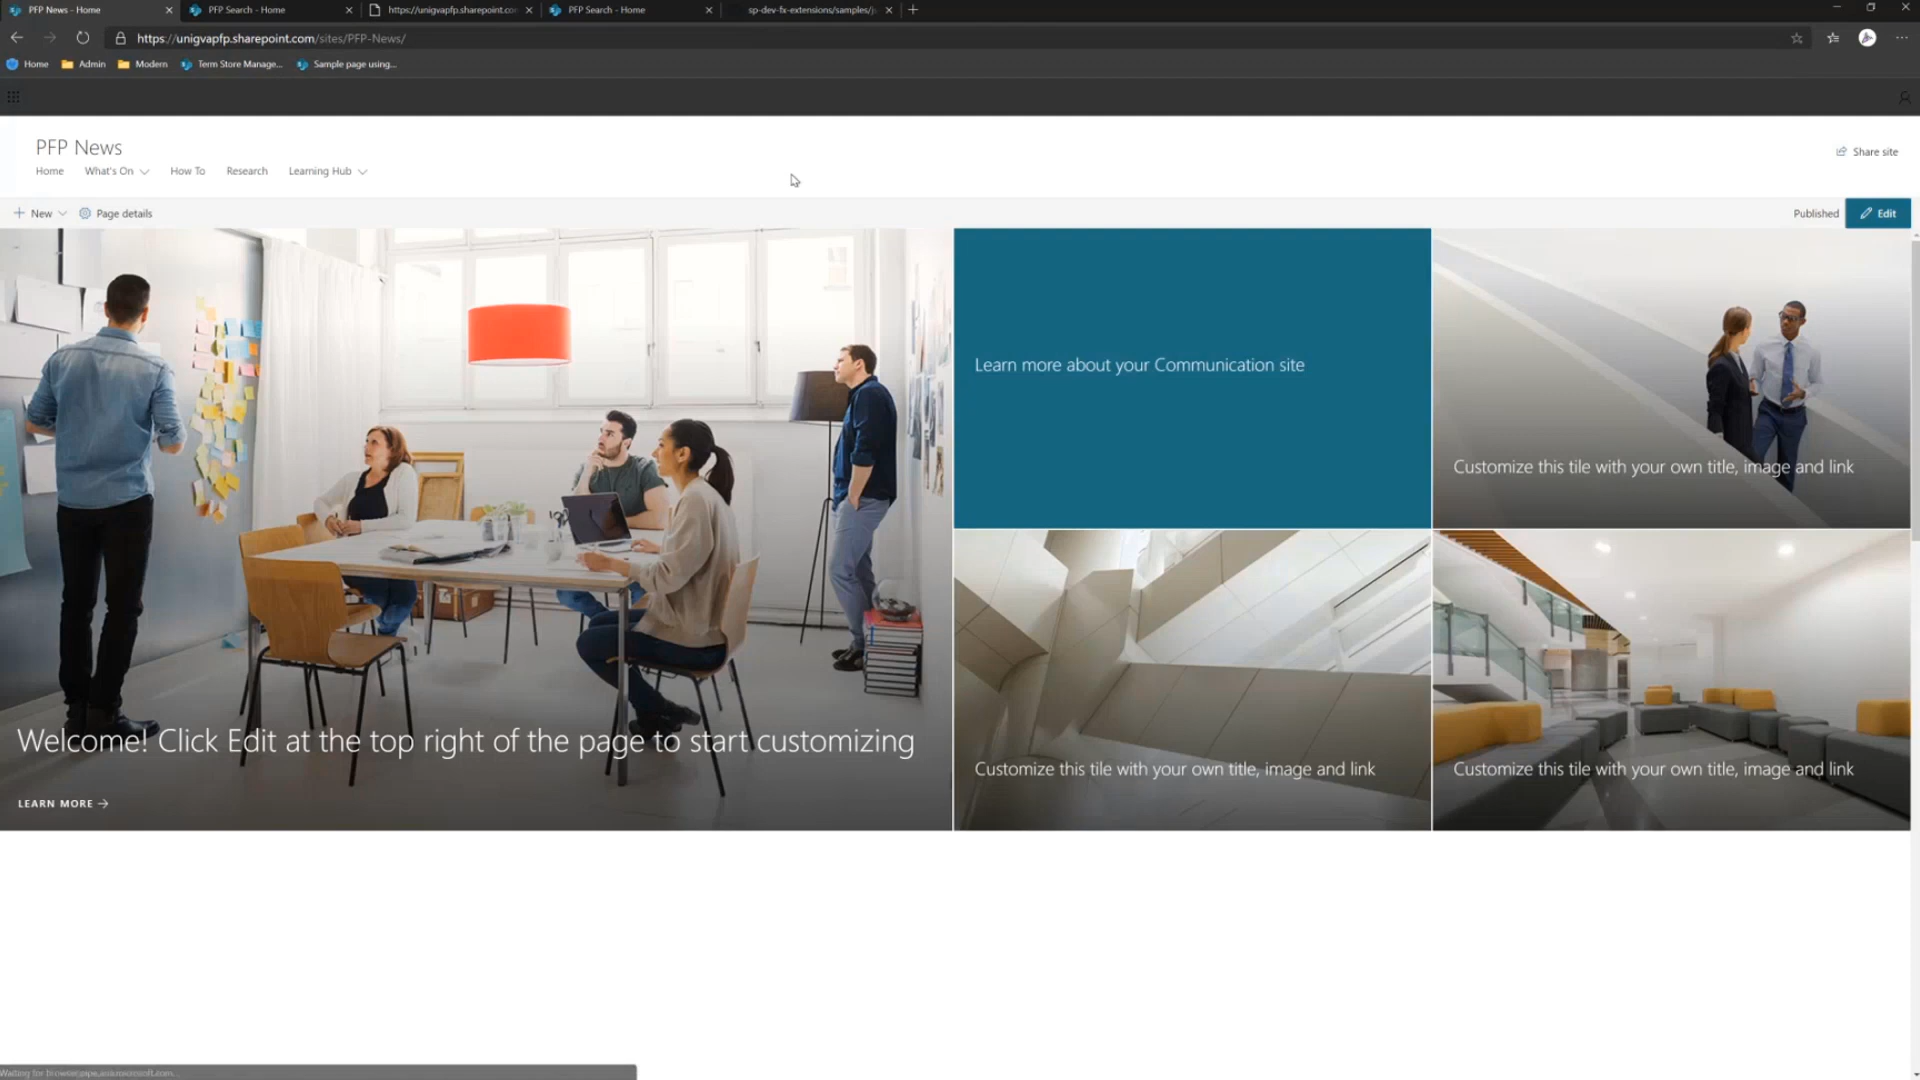 PFP News - Home
PFP Search - Home
https://unigvapfp.sharepoint.co
PFP Search - Home
sp-dev-fx-extensions/samples/j
https://unigvapfp.sharepoint.com/sites/PFP-News/
Home
Admin
Modern
Term Store Manage...
Sample page using...
PFP News
Share site
Home
What's On
How To
Research
Learning Hub
New
Page details
Published
Edit
Learn more about your Communication site
Customize this tile with your own title, image and link
Welcome! Click Edit at the top right of the page to start customizing
LEARN MORE
Customize this tile with your own title, image and link
Customize this tile with your own title, image and link
Waiting for